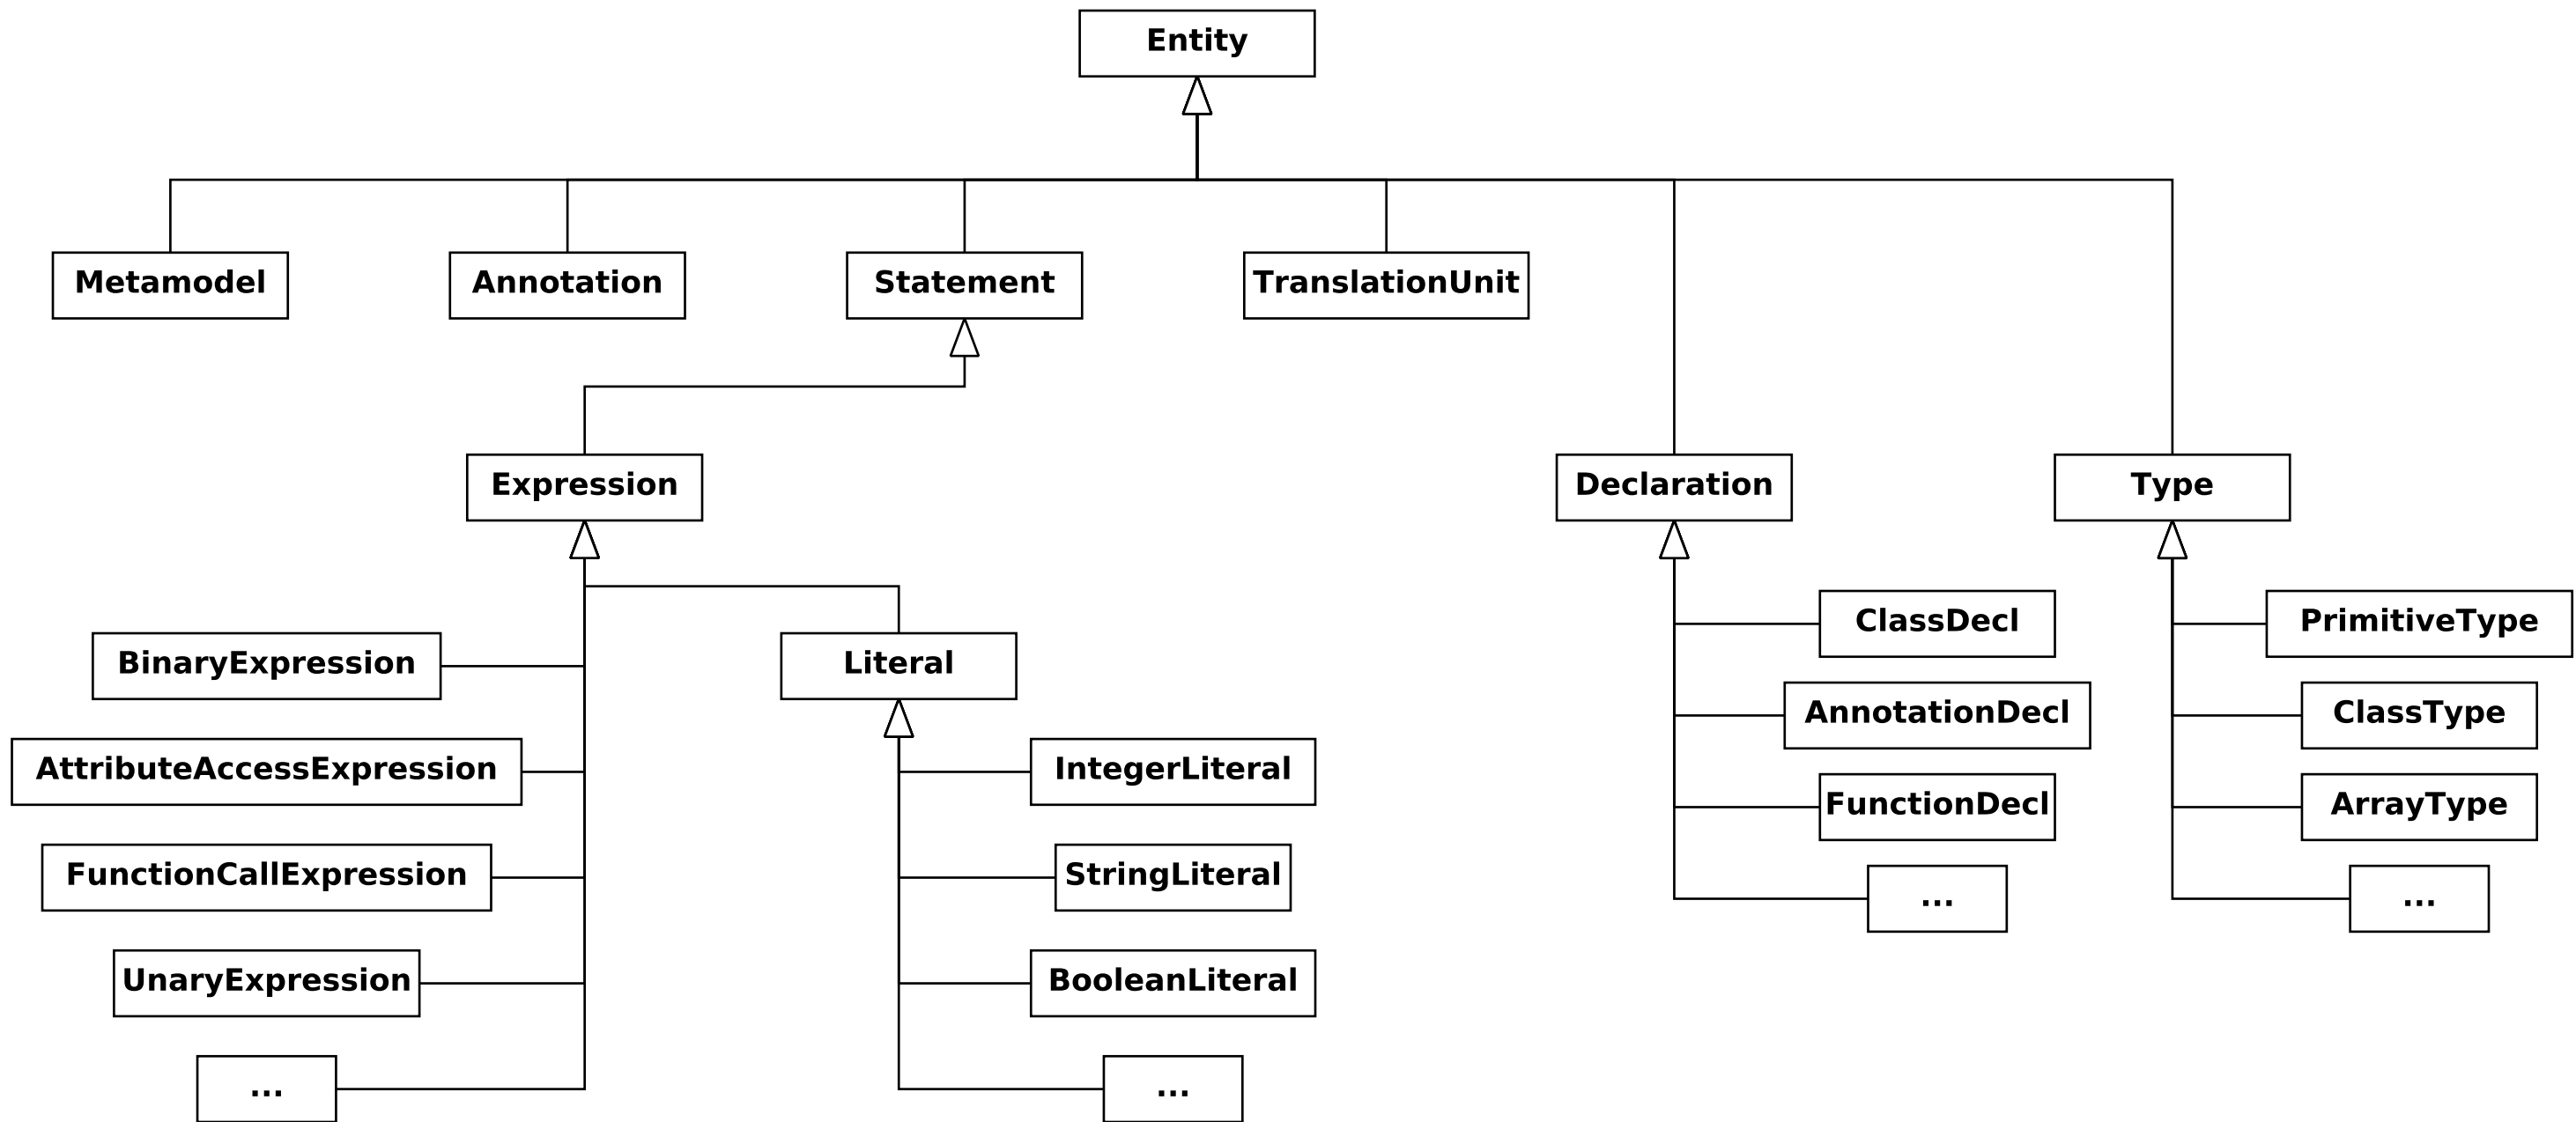 Entity
Metamodel
Annotation
Statement
TranslationUnit
Expression
Declaration
Type
BinaryExpression
AttributeAccessExpression
FunctionCallExpression
UnaryExpression
...
Literal
IntegerLiteral
StringLiteral
BooleanLiteral
...
ClassDecl
AnnotationDecl
FunctionDecl
...
PrimitiveType
ClassType
ArrayType
...